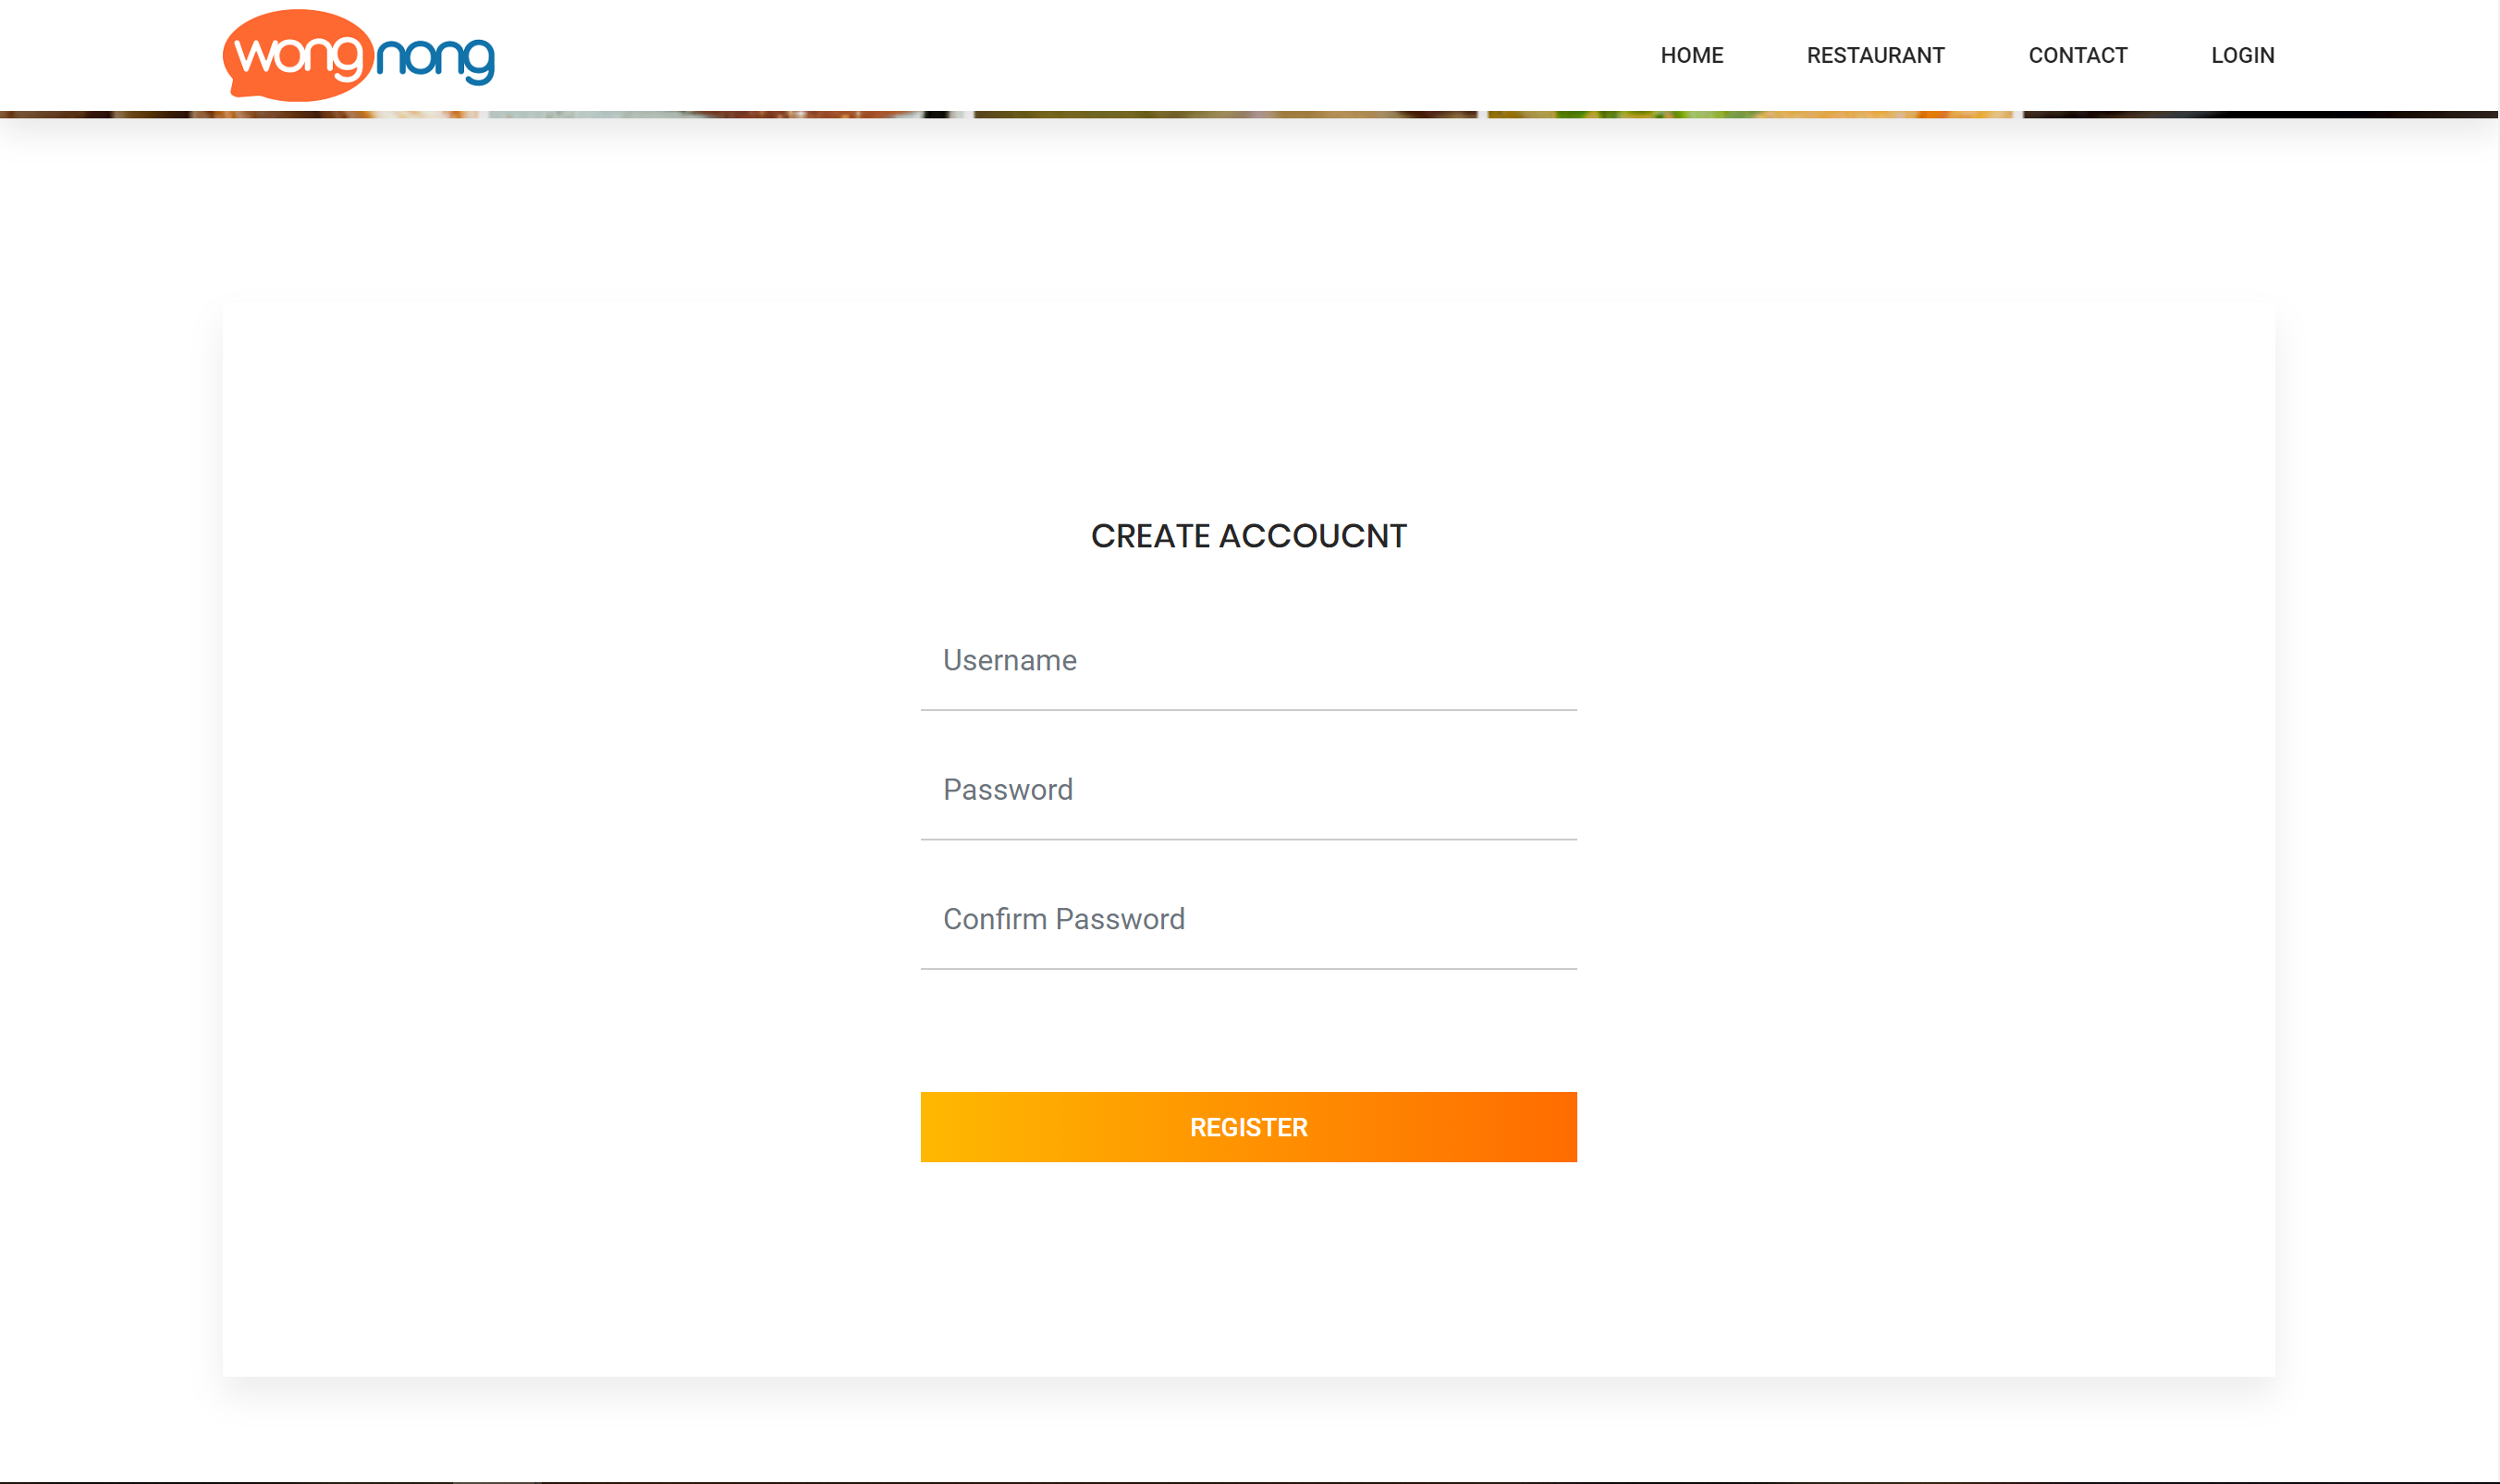 wongnong
HOME RESTAURANT CONTACT LOGIN
CREATE ACCOUCNT
Username
Password
Confirm Password
REGISTER